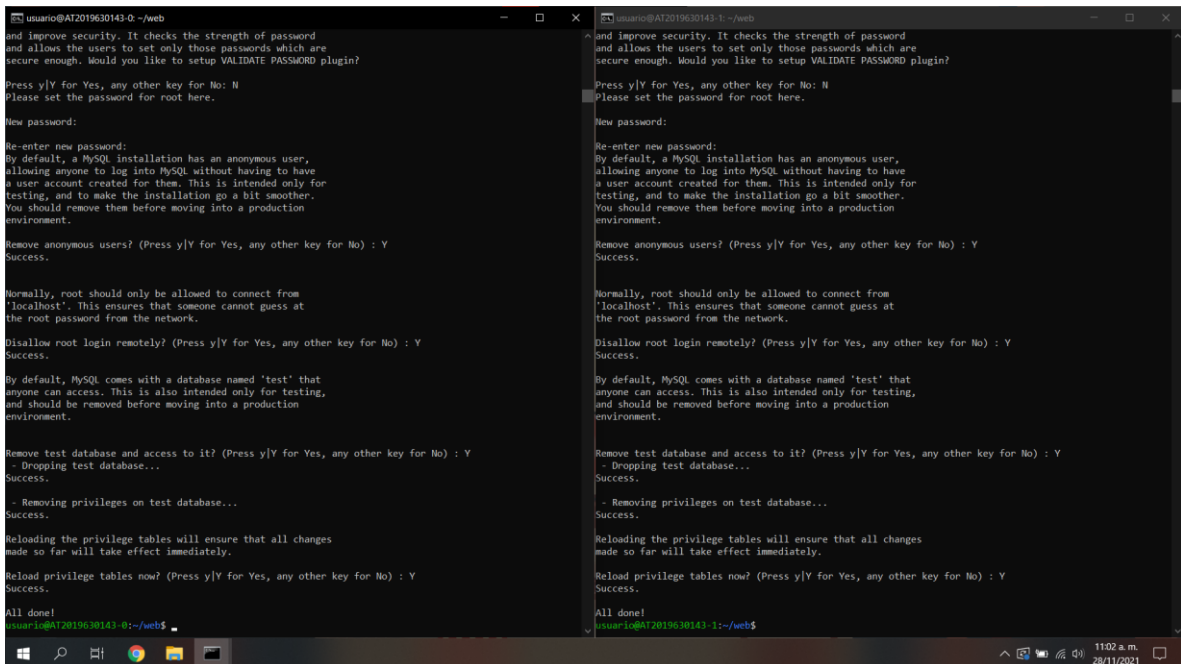 usuario@AT2019630143-0: ~/web
and improve security. It checks the strength of password
and allows the users to set only those passwords which are
secure enough. Would you like to setup VALIDATE PASSWORD plugin?
Press y|Y for Yes, any other key for No: N
Please set the password for root here.
New password:
Re-enter new password:
By default, a MySQL installation has an anonymous user,
allowing anyone to log into MySQL without having to have
a user account created for them. This is intended only for
testing, and to make the installation go a bit smoother.
You should remove them before moving into a production
environment.
Remove anonymous users? (Press y|Y for Yes, any other key for No) : Y
Success.
Normally, root should only be allowed to connect from
'localhost'. This ensures that someone cannot guess at
the root password from the network.
Disallow root login remotely? (Press y|Y for Yes, any other key for No) : Y
Success.
By default, MySQL comes with a database named 'test' that
anyone can access. This is also intended only for testing,
and should be removed before moving into a production
environment.
Remove test database and access to it? (Press y|Y for Yes, any other key for No) : Y
- Dropping test database...
Success.
- Removing privileges on test database...
Success.
Reloading the privilege tables will ensure that all changes
made so far will take effect immediately.
Reload privilege tables now? (Press y|Y for Yes, any other key for No) : Y
Success.
All done!
usuario@AT2019630143-0:~/web$
usuario@AT2019630143-1: ~/web
and improve security. It checks the strength of password
and allows the users to set only those passwords which are
secure enough. Would you like to setup VALIDATE PASSWORD plugin?
Press y|Y for Yes, any other key for No: N
Please set the password for root here.
New password:
Re-enter new password:
By default, a MySQL installation has an anonymous user,
allowing anyone to log into MySQL without having to have
a user account created for them. This is intended only for
testing, and to make the installation go a bit smoother.
You should remove them before moving into a production
environment.
Remove anonymous users? (Press y|Y for Yes, any other key for No) : Y
Success.
Normally, root should only be allowed to connect from
'localhost'. This ensures that someone cannot guess at
the root password from the network.
Disallow root login remotely? (Press y|Y for Yes, any other key for No) : Y
Success.
By default, MySQL comes with a database named 'test' that
anyone can access. This is also intended only for testing,
and should be removed before moving into a production
environment.
Remove test database and access to it? (Press y|Y for Yes, any other key for No) : Y
- Dropping test database...
Success.
- Removing privileges on test database...
Success.
Reloading the privilege tables will ensure that all changes
made so far will take effect immediately.
Reload privilege tables now? (Press y|Y for Yes, any other key for No) : Y
Success.
All done!
usuario@AT2019630143-1:~/web$
11:02 a. m.
28/11/2021